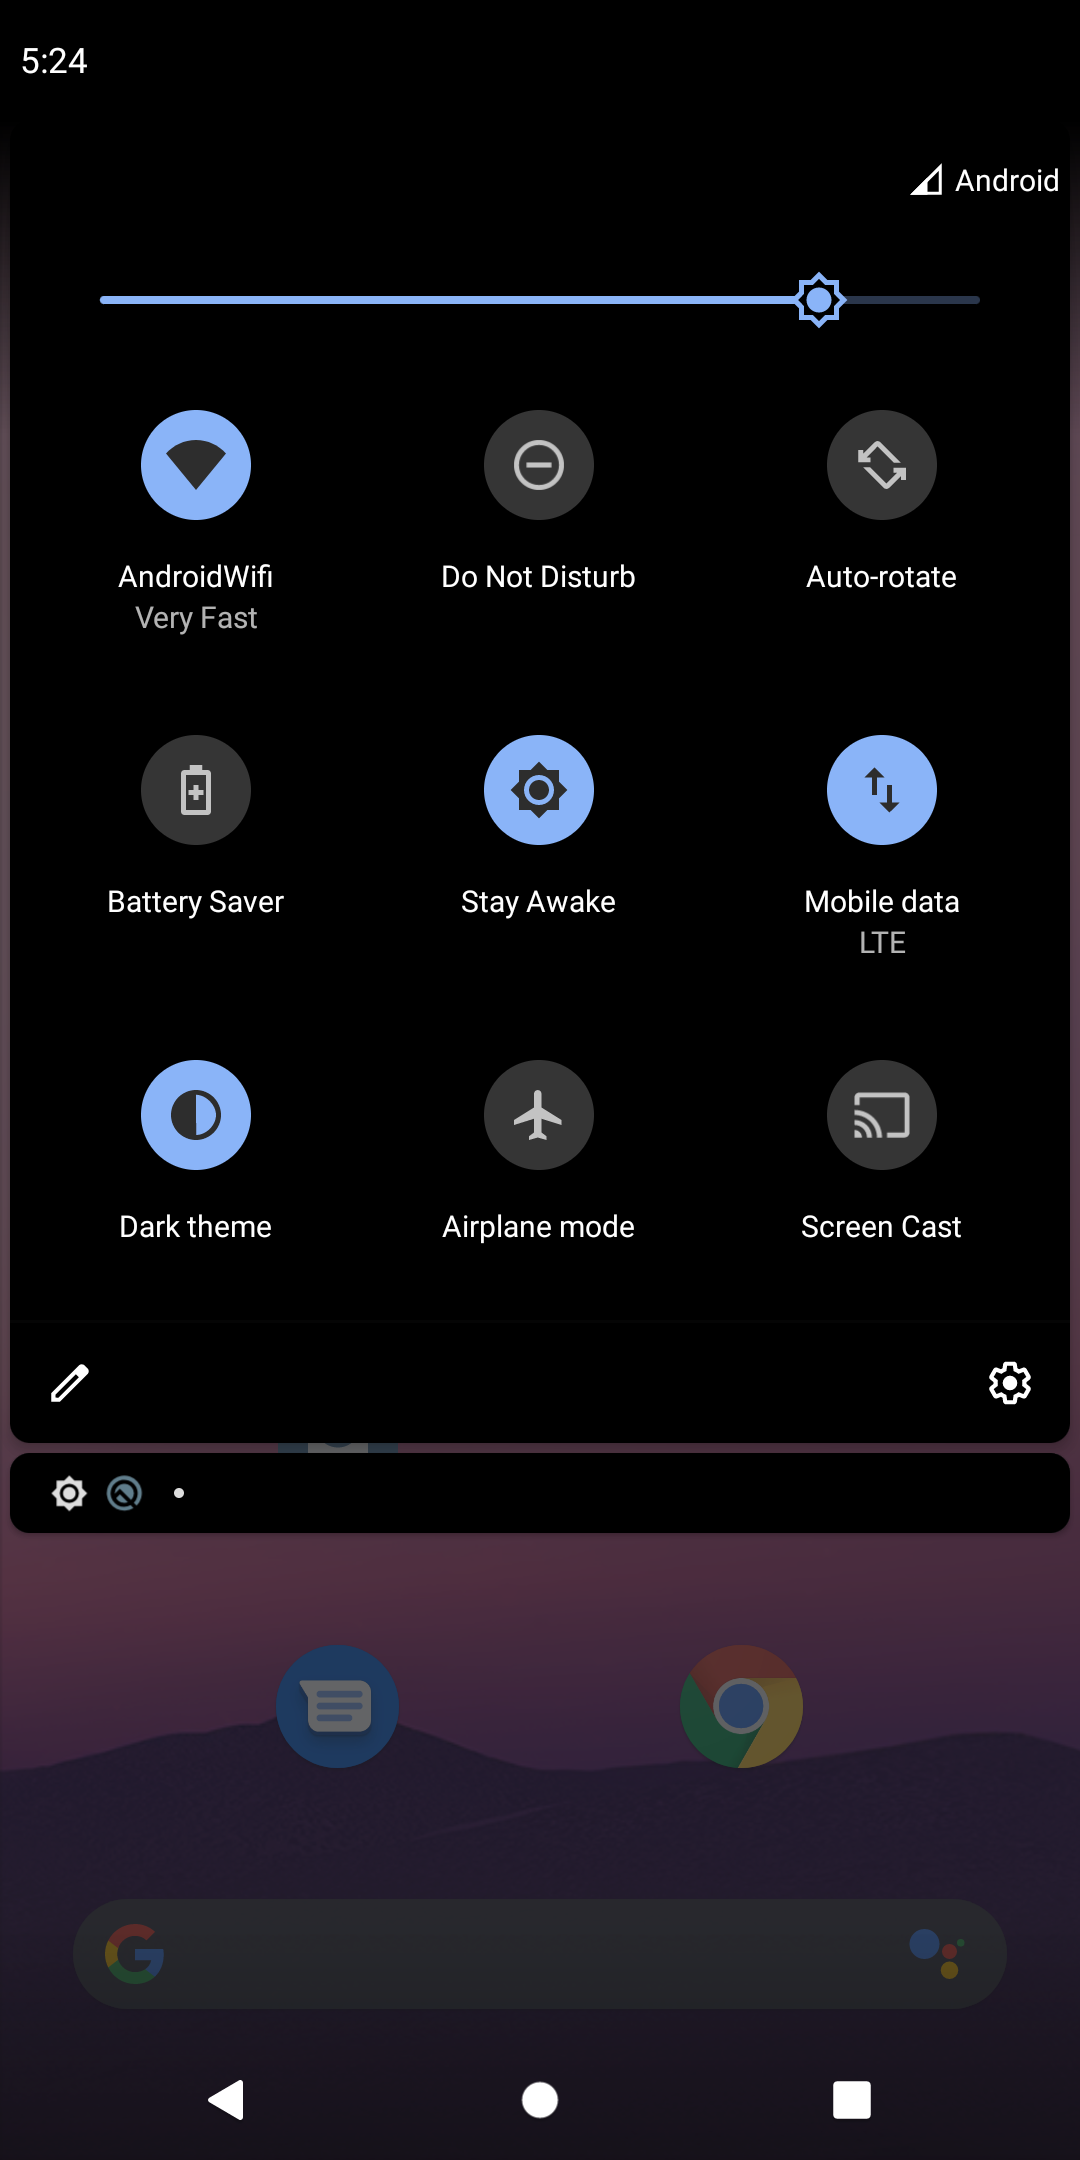 5:24
Android
AndroidWifi
Very Fast
Do Not Disturb
Auto-rotate
Battery Saver
Stay Awake
Mobile data
LTE
Dark theme
Airplane mode
Screen Cast